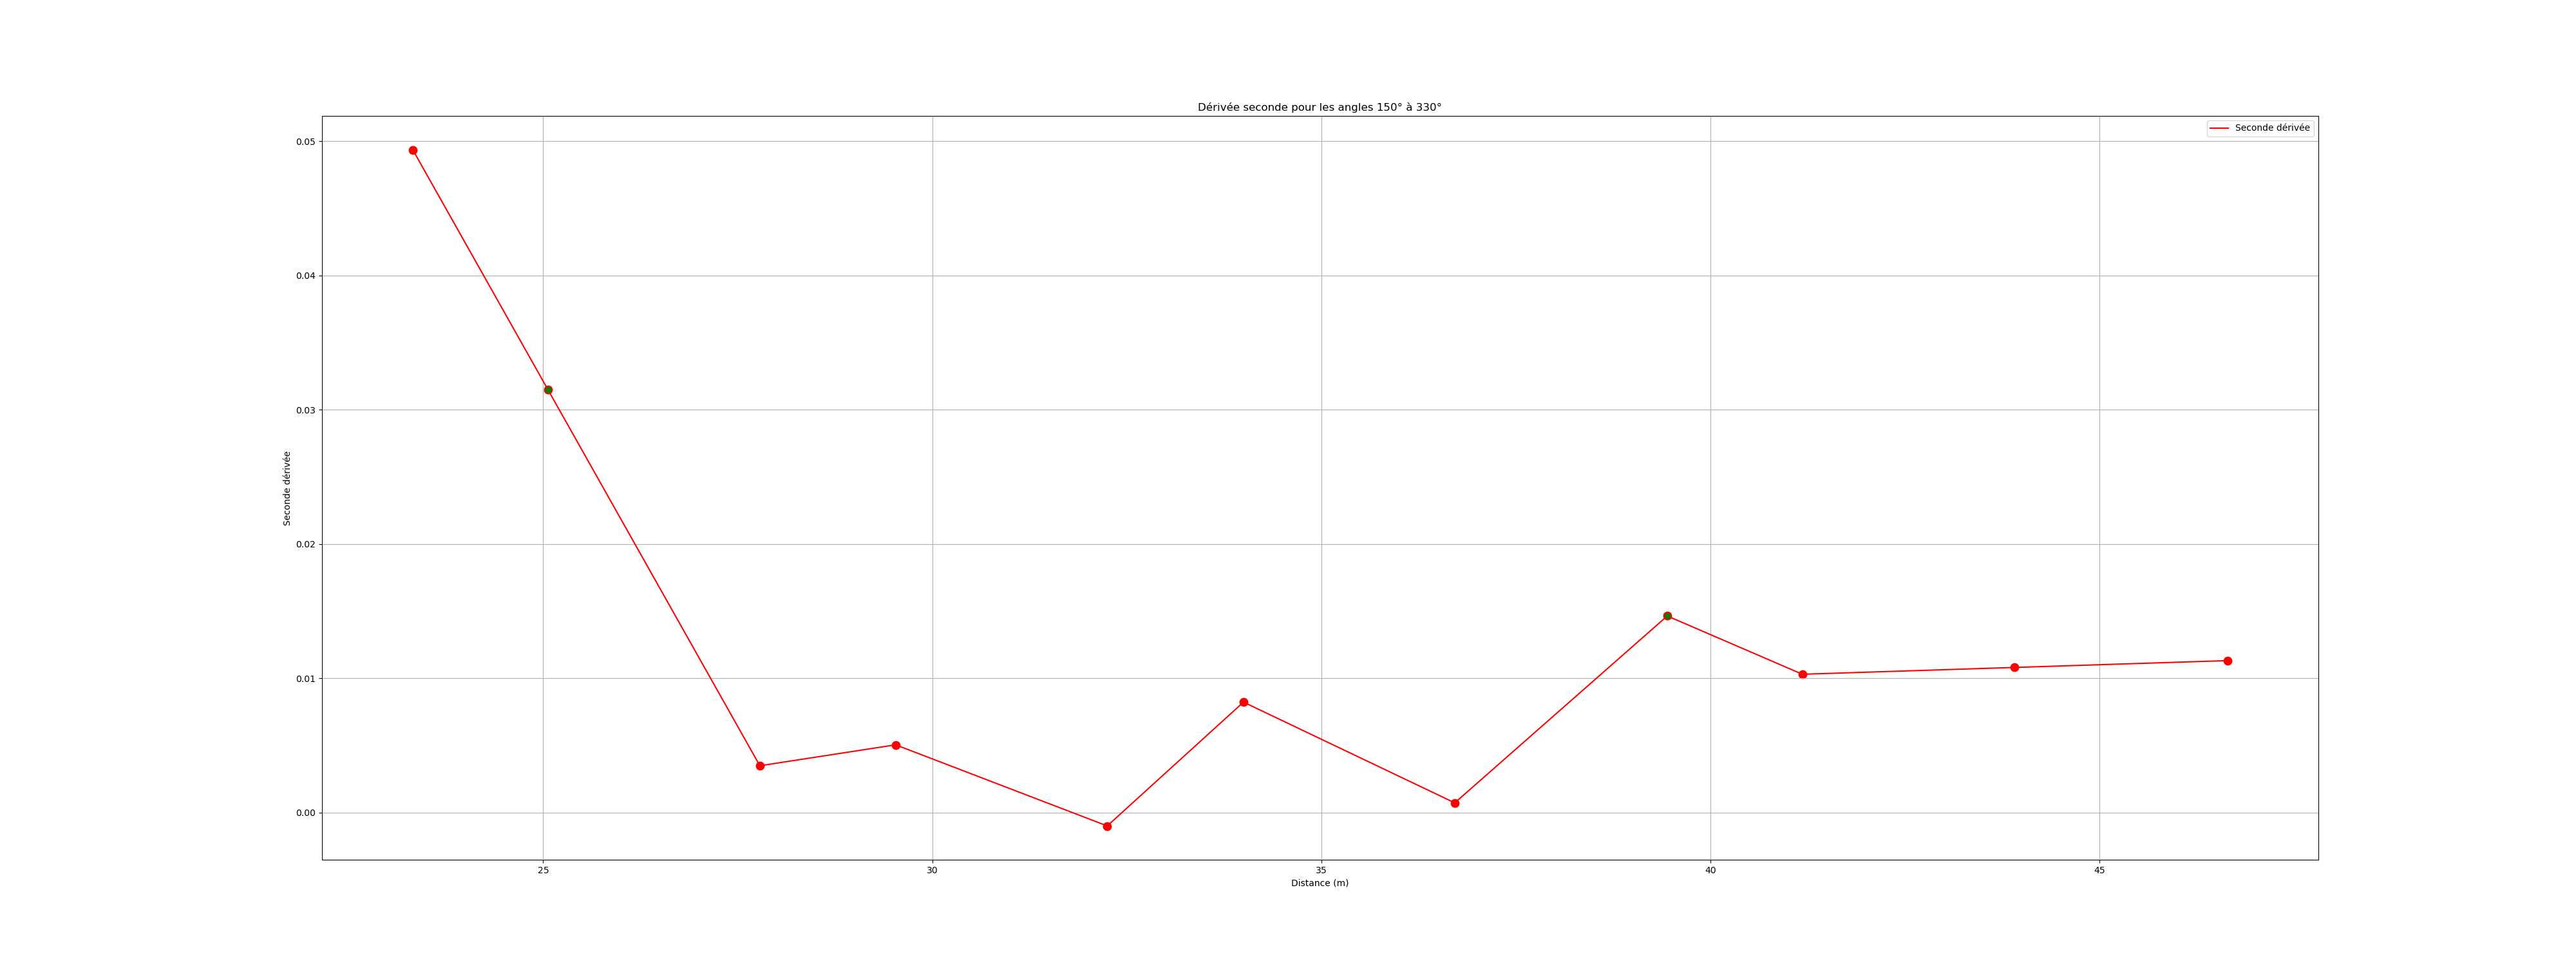 Dérivée seconde pour les angles 150° à 330°
Seconde dérivée
0.05
0.04
0.03
0.02
0.01
0.00
Seconde dérivée
25
30
35
40
45
Distance (m)